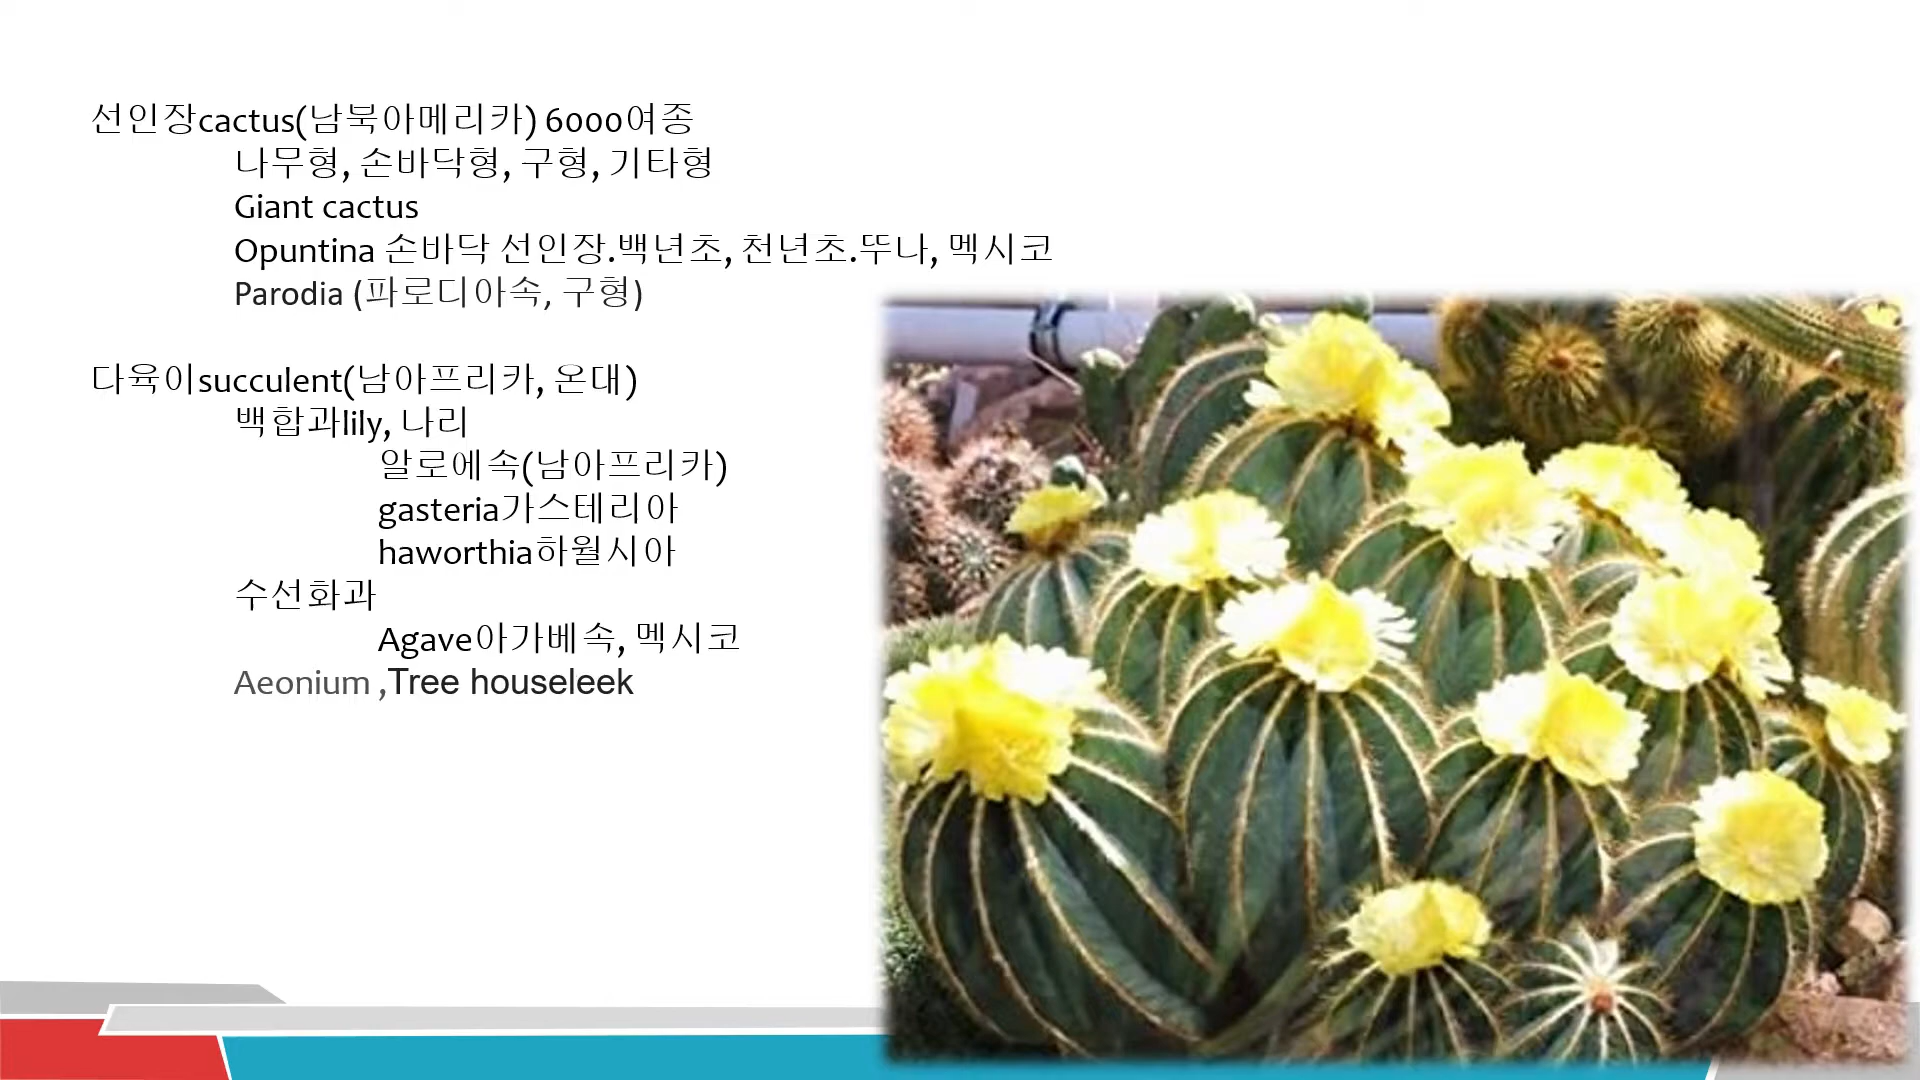 선인장cactus(남북아메리카) 6000여종
나무형, 손바닥형, 구형, 기타형
Giant cactus
Opuntina 손바닥 선인장.백년초, 천년초.뚜나, 멕시코
Parodia (파로디아속, 구형)
다육이succulent(남아프리카, 온대)
백합과lily, 나리
알로에속(남아프리카)
gasteria가스테리아
haworthia하월시아
수선화과
Agave아가베속, 멕시코
Aeonium ,Tree houseleek